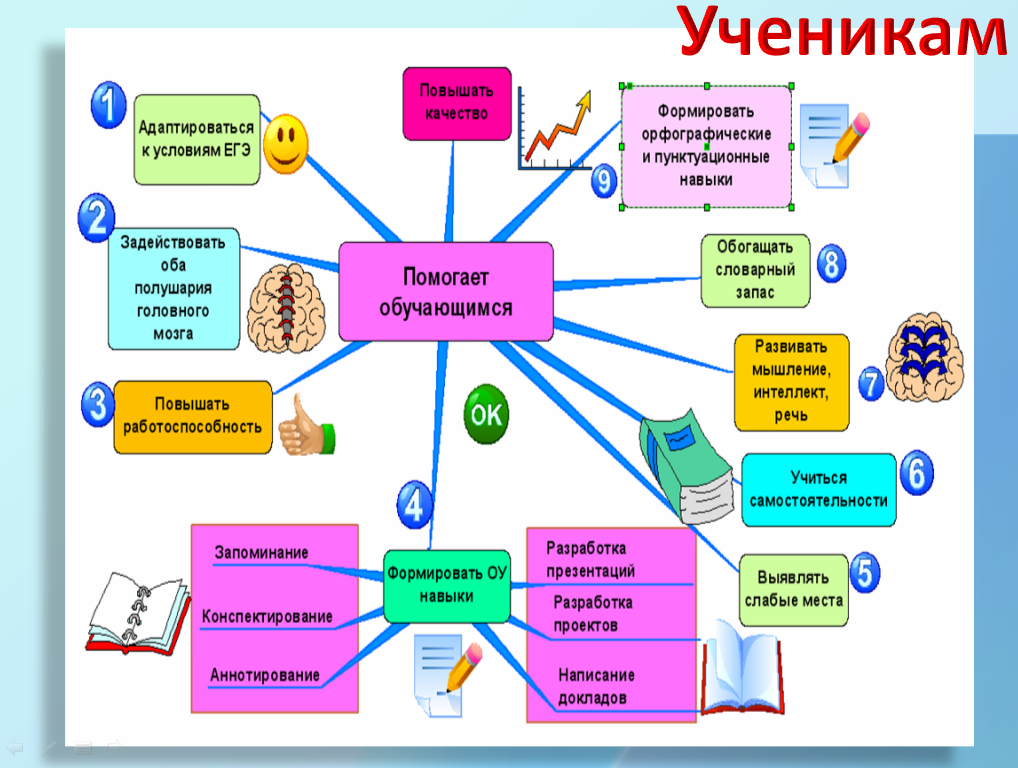 Ученикам
Помогает
обучающимся
1
Адаптироваться
к условиям ЕГЭ
2
Задействовать
оба
полушария
головного
мозга
3
Повышать
работоспособность
4
Формировать ОУ
навыки
Запоминание
Конспектирование
Аннотирование
Разработка
презентаций
Разработка
проектов
Написание
докладов
5
Выявлять
слабые места
6
Учиться
самостоятельности
7
Развивать
мышление,
интеллект,
речь
8
Обогащать
словарный
запас
9
Формировать
орфографические
и пунктуационные
навыки
Повышать
качество
OK